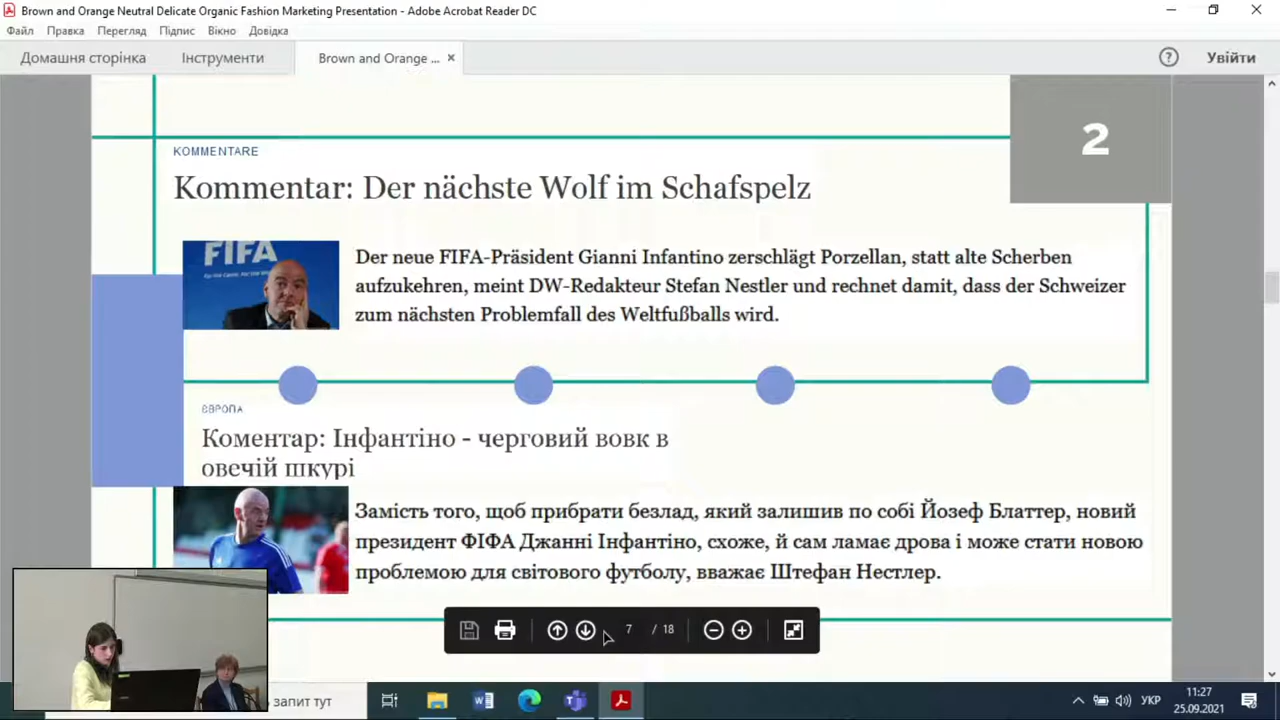 Brown and Orange Neutral Delicate Organic Fashion Marketing Presentation - Adobe Acrobat Reader DC
Файл Правка Перегляд Підпис Вікно Довідка
Домашня сторінка Інструменти Brown and Orange ... Увійти
2
KOMMENTARE
Kommentar: Der nächste Wolf im Schafspelz
FIFA
Der neue FIFA-Präsident Gianni Infantino zerschlägt Porzellan, statt alte Scherben
aufzukehren, meint DW-Redakteur Stefan Nestler und rechnet damit, dass der Schweizer
zum nächsten Problemfall des Weltfußballs wird.
ЄВРОПА
Коментар: Інфантіно - черговий вовк в
овечій шкурі
Замість того, щоб прибрати безлад, який залишив по собі Йозеф Блаттер, новий
президент ФІФА Джанні Інфантіно, схоже, й сам ламає дрова і може стати новою
проблемою для світового футболу, вважає Штефан Нестлер.
7 / 18
запит тут
УКР
11:27
25.09.2021